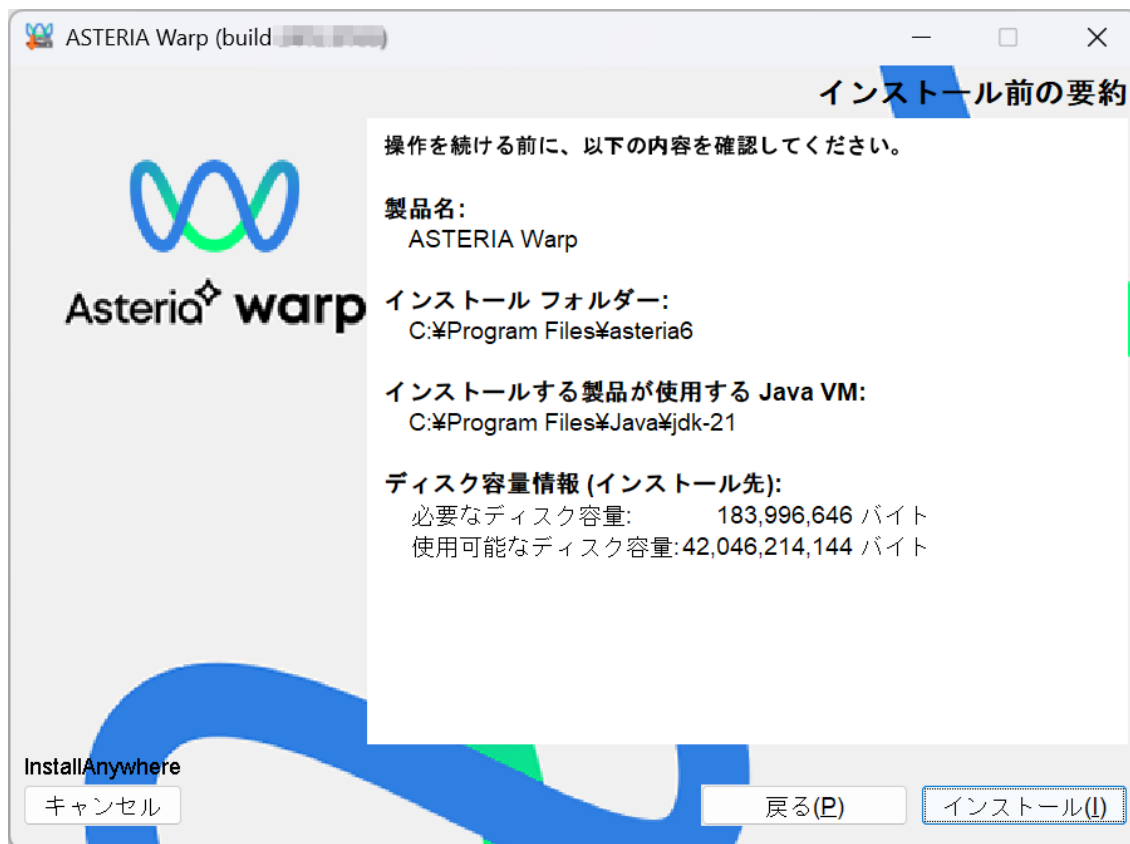 ASTERIA Warp (build )
インストール前の要約
Asteria warp
操作を続ける前に、以下の内容を確認してください。
製品名:
ASTERIA Warp
インストール フォルダー:
C:¥Program Files¥asteria6
インストールする製品が使用する Java VM:
C:¥Program Files¥Java¥jdk-21
ディスク容量情報 (インストール先):
必要なディスク容量: 183,996,646 バイト
使用可能なディスク容量: 42,046,214,144 バイト
InstallAnywhere
キャンセル
戻る(P)
インストール(I)